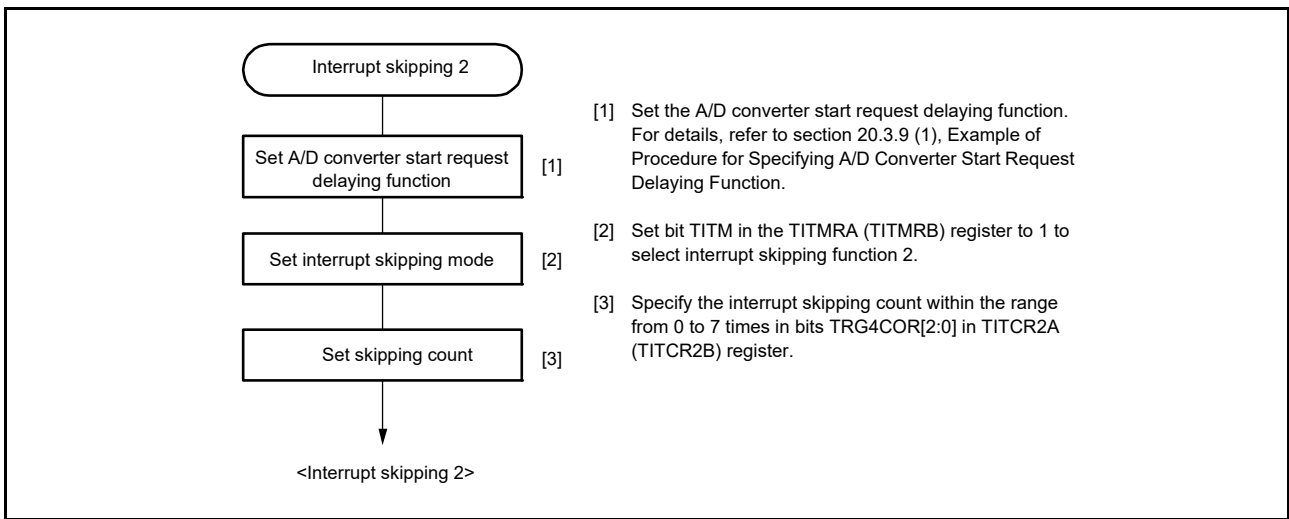 Interrupt skipping 2
Set A/D converter start request
delaying function
[1]
Set interrupt skipping mode
[2]
Set skipping count
[3]
<Interrupt skipping 2>
[1] Set the A/D converter start request delaying function.
For details, refer to section 20.3.9 (1), Example of
Procedure for Specifying A/D Converter Start Request
Delaying Function.
[2] Set bit TITM in the TITMRA (TITMRB) register to 1 to
select interrupt skipping function 2.
[3] Specify the interrupt skipping count within the range
from 0 to 7 times in bits TRG4COR[2:0] in TITCR2A
(TITCR2B) register.